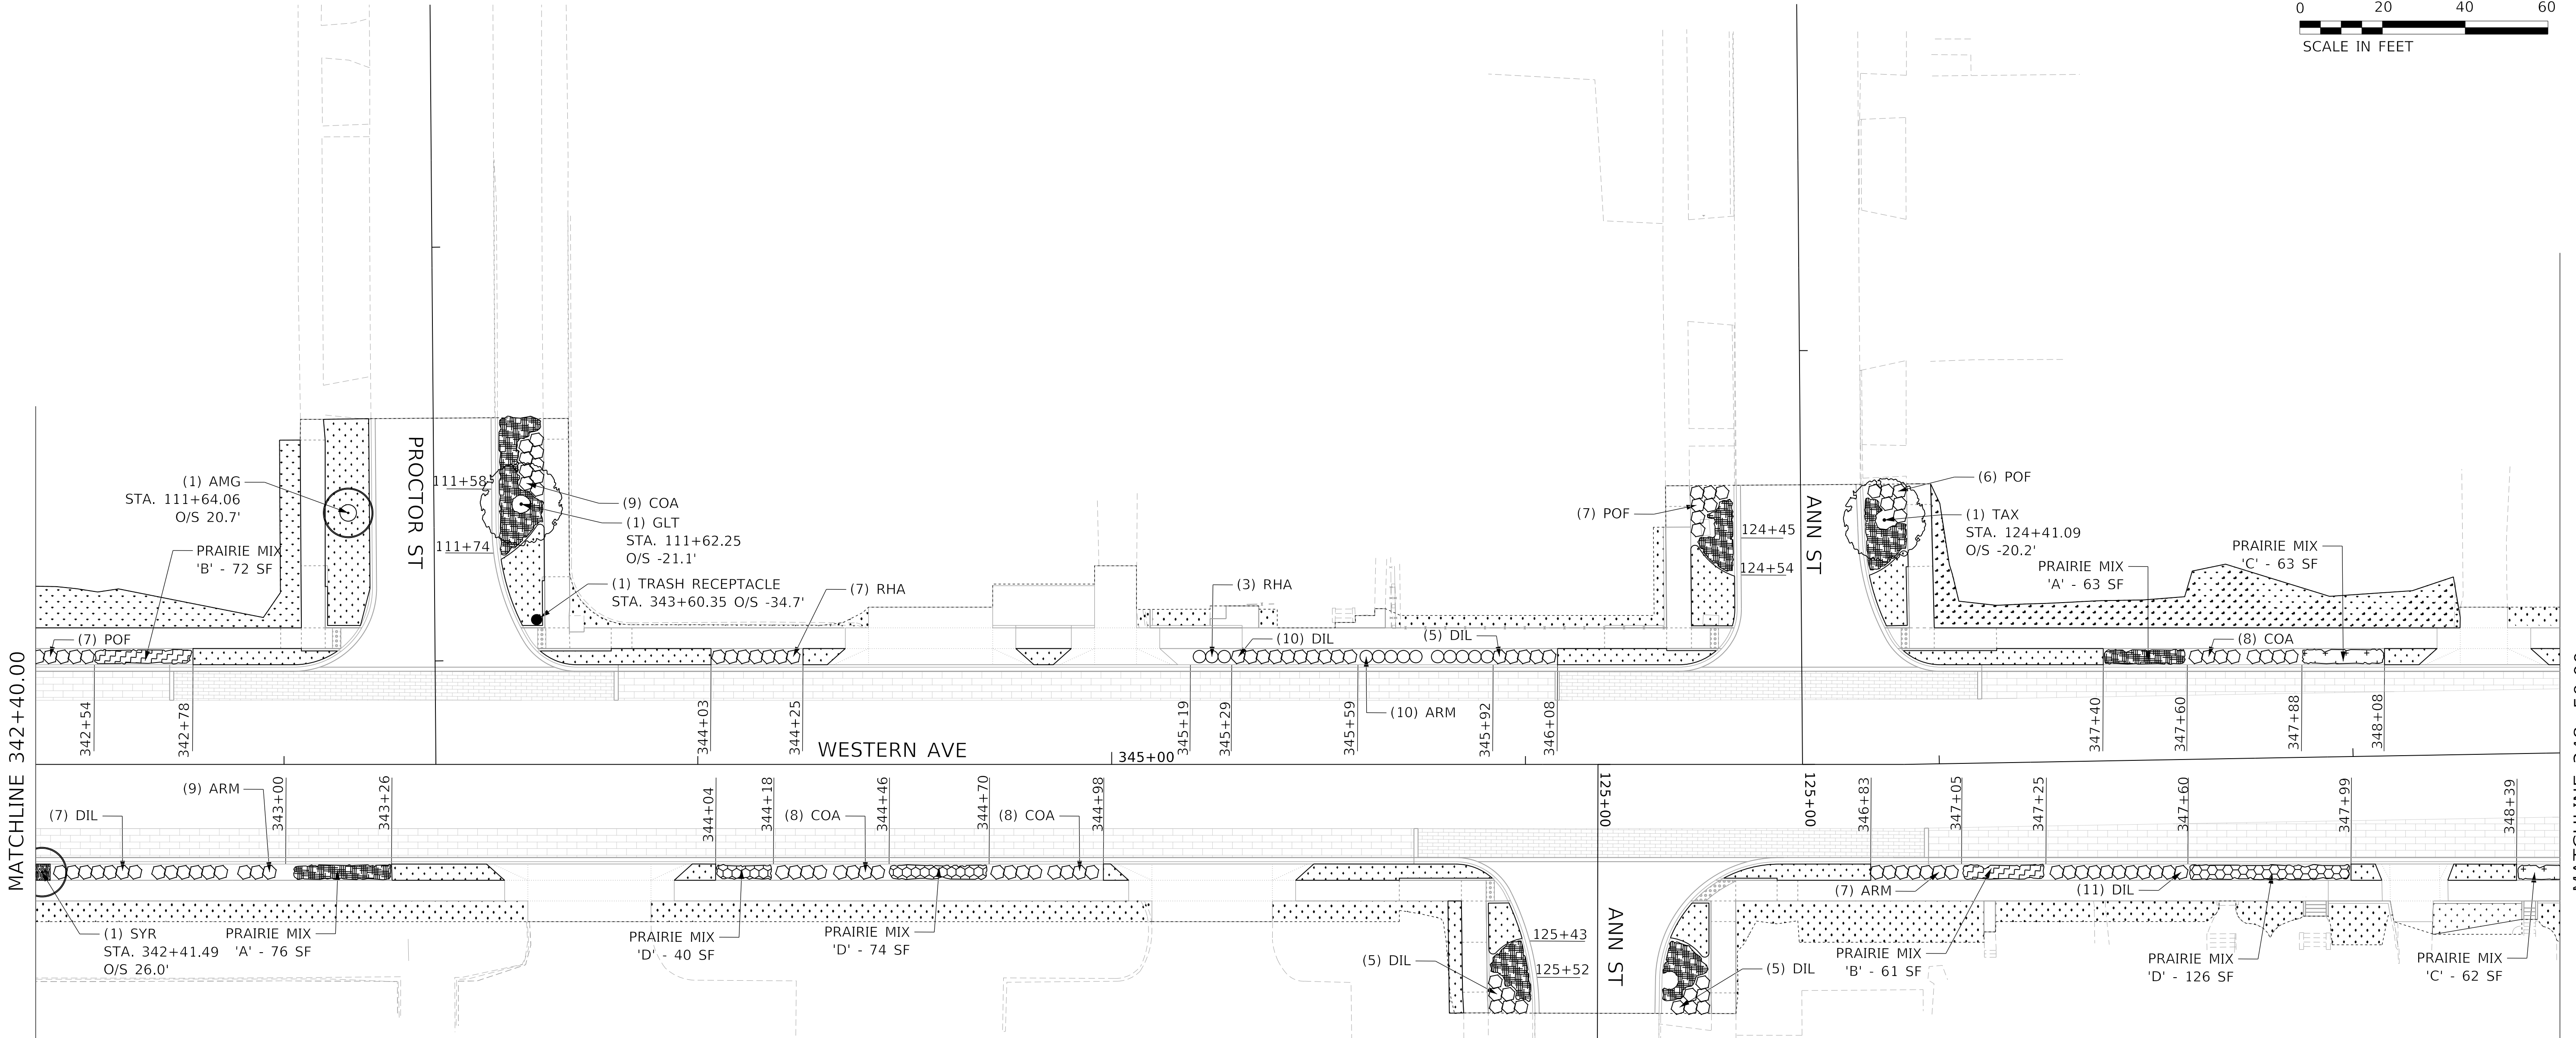 0 20 40 60
SCALE IN FEET
(1) AMG
STA. 111+64.06
O/S 20.7'
PRAIRIE MIX
'B' - 72 SF
(7) POF
PROCTOR ST
111+58
111+74
(9) COA
(1) GLT
STA. 111+62.25
O/S -21.1'
(1) TRASH RECEPTACLE
STA. 343+60.35 O/S -34.7'
(7) RHA
(3) RHA
(10) DIL
(5) DIL
(10) ARM
(7) POF
124+45
124+54
ANN ST
(6) POF
(1) TAX
STA. 124+41.09
O/S -20.2'
PRAIRIE MIX
'A' - 63 SF
PRAIRIE MIX
'C' - 63 SF
(8) COA
342+54
342+78
344+03
344+25
345+19
345+29
345+59
345+92
346+08
347+40
347+60
347+88
348+08
WESTERN AVE
345+00
MATCHLINE 342+40.00
(7) DIL
(9) ARM
343+00
343+26
344+04
344+18
(8) COA
344+46
344+70
(8) COA
344+98
125+00
125+00
346+83
347+05
347+25
347+60
347+99
348+39
(1) SYR
STA. 342+41.49
O/S 26.0'
PRAIRIE MIX
'A' - 76 SF
PRAIRIE MIX
'D' - 40 SF
PRAIRIE MIX
'D' - 74 SF
(5) DIL
125+43
125+52
ANN ST
(5) DIL
(7) ARM
PRAIRIE MIX
'B' - 61 SF
(11) DIL
PRAIRIE MIX
'D' - 126 SF
PRAIRIE MIX
'C' - 62 SF